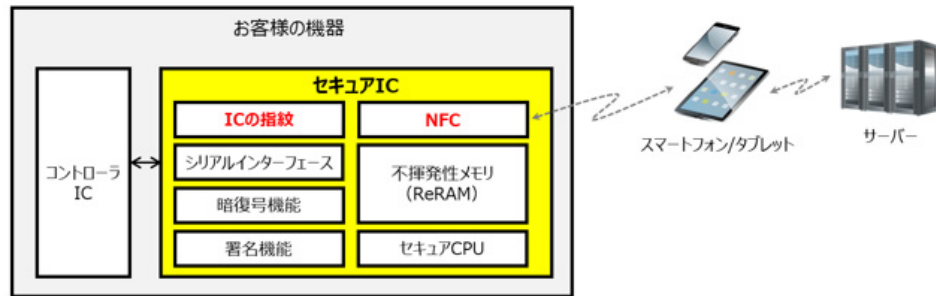 お客様の機器
セキュアIC
ICの指紋
NFC
シリアルインターフェース
不揮発性メモリ
(ReRAM)
暗復号機能
署名機能
セキュアCPU
コントローラ
IC
スマートフォン/タブレット
サーバー